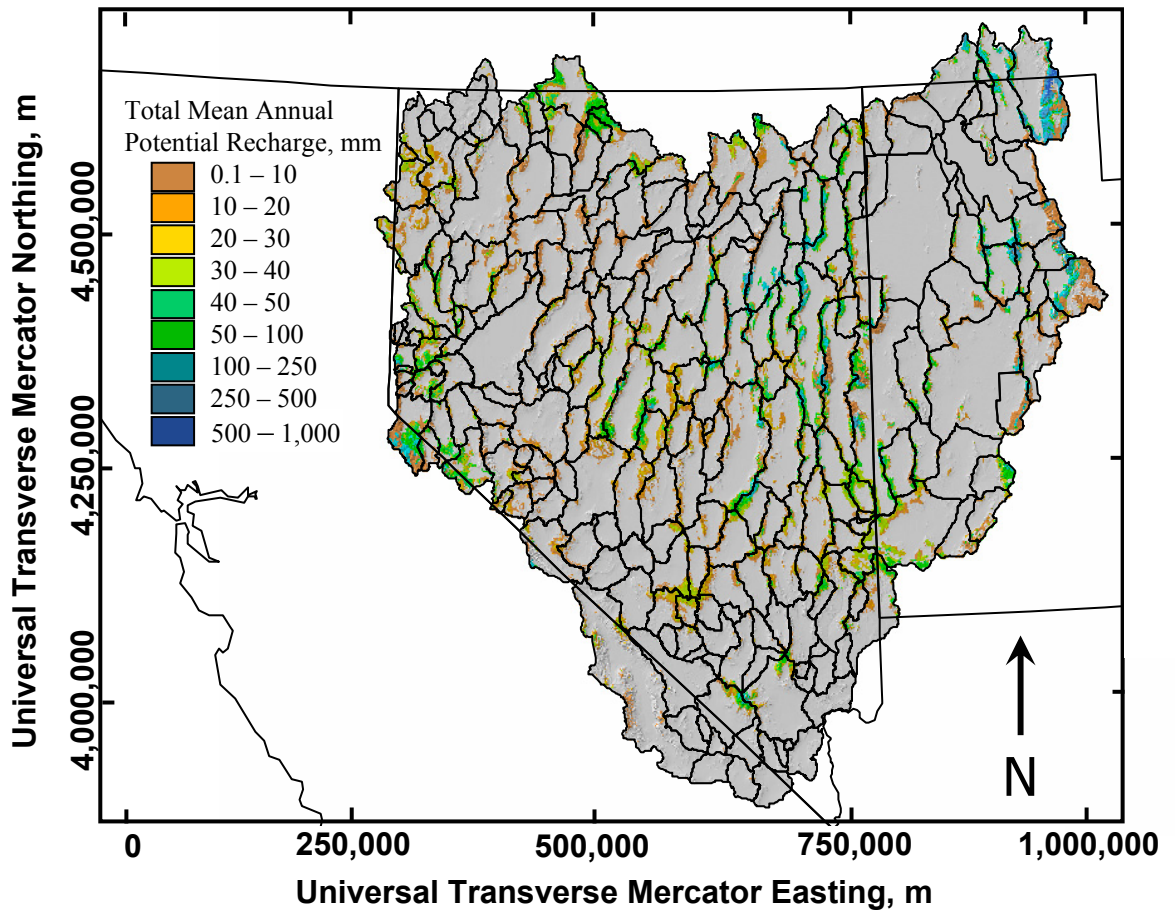 Total Mean Annual
Potential Recharge, mm
0.1 – 10
10 – 20
20 – 30
30 – 40
40 – 50
50 – 100
100 – 250
250 – 500
500 – 1,000
Universal Transverse Mercator Northing, m
4,500,000
4,250,000
4,000,000
N
0
250,000
500,000
750,000
1,000,000
Universal Transverse Mercator Easting, m